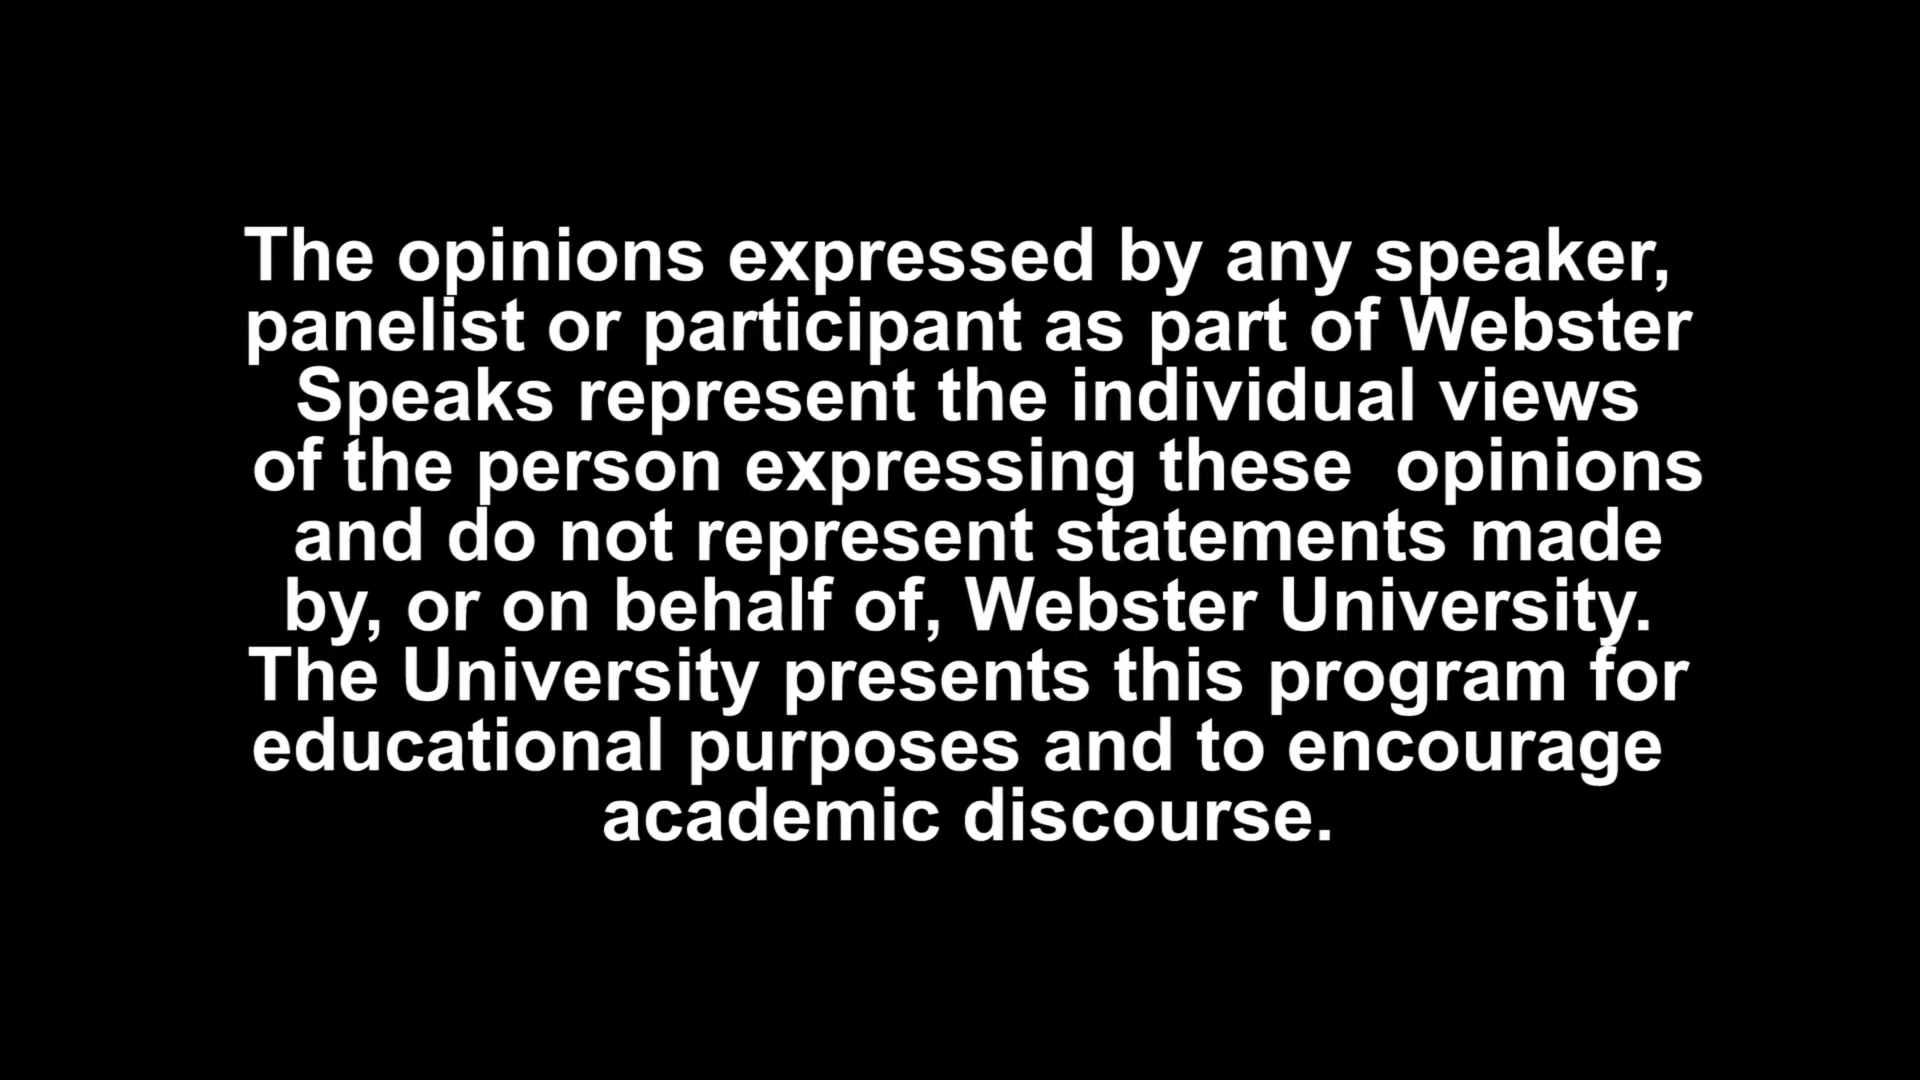 The opinions expressed by any speaker,
panelist or participant as part of Webster
Speaks represent the individual views
of the person expressing these  opinions
and do not represent statements made
by, or on behalf of, Webster University.
The University presents this program for
educational purposes and to encourage
academic discourse.